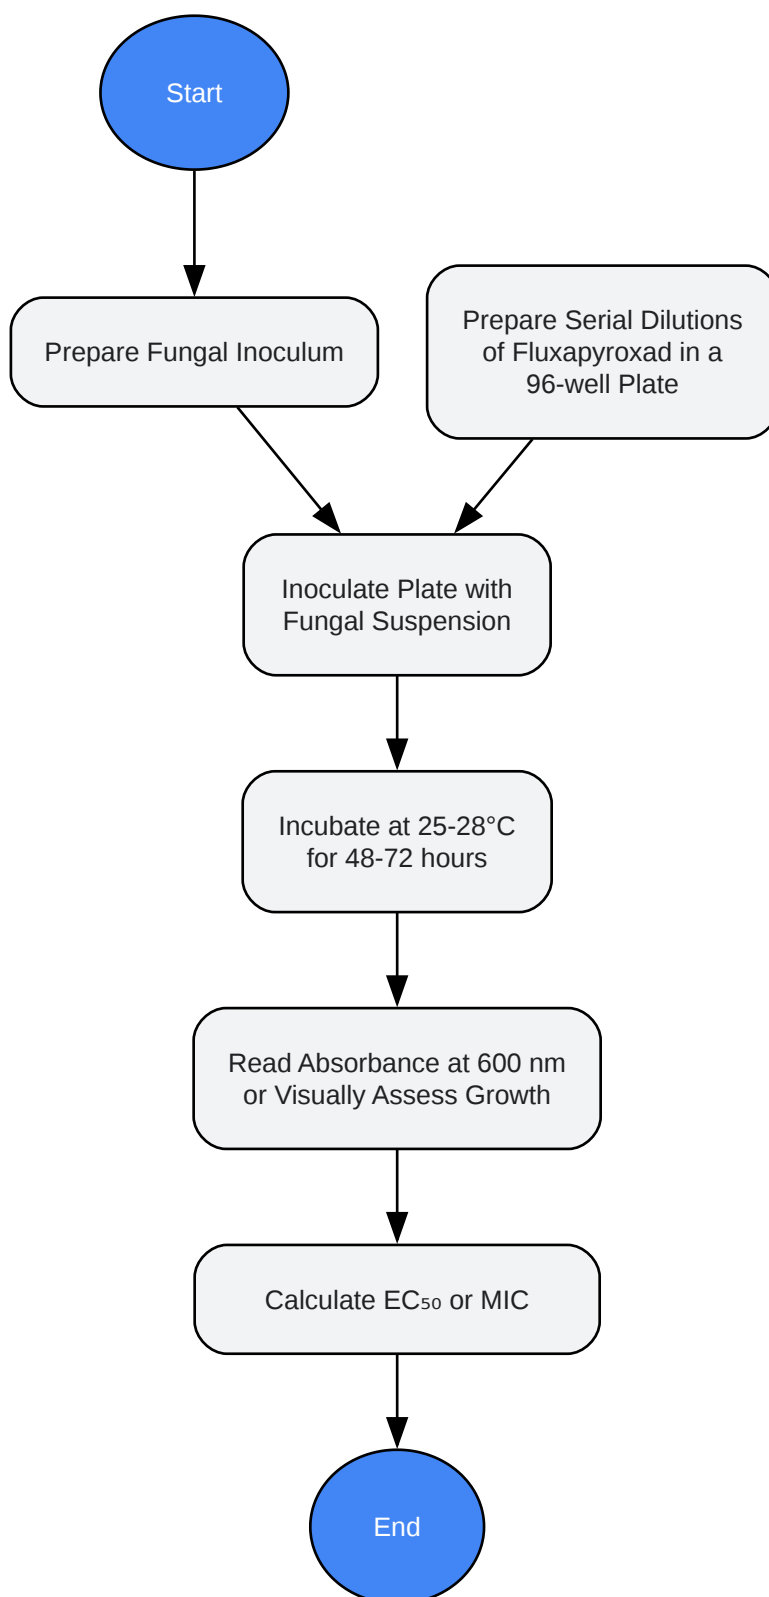 Start
Prepare Fungal Inoculum
Prepare Serial Dilutions
of Fluxapyroxad in a
96-well Plate
Inoculate Plate with
Fungal Suspension
Incubate at 25-28°C
for 48-72 hours
Read Absorbance at 600 nm
or Visually Assess Growth
Calculate EC₅₀ or MIC
End